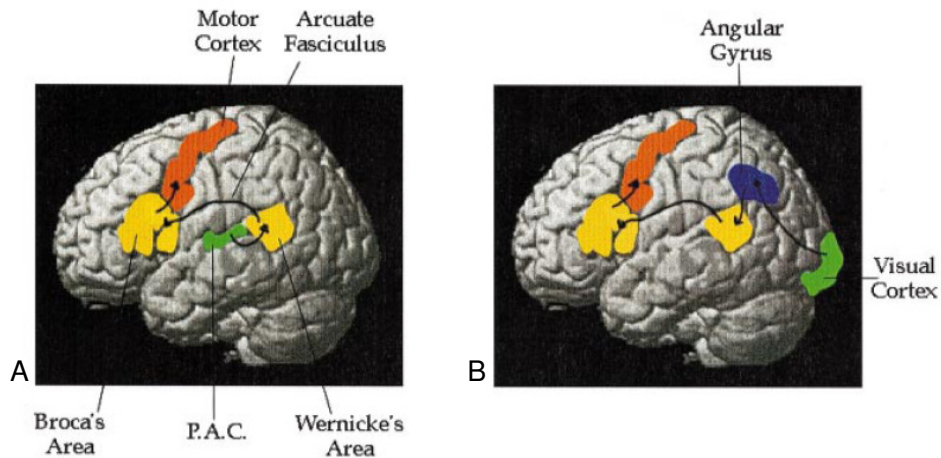 Motor
Cortex
Arcuate
Fasciculus
Angular
Gyrus
Visual
Cortex
A
B
Broca's
Area
P.A.C.
Wernicke's
Area